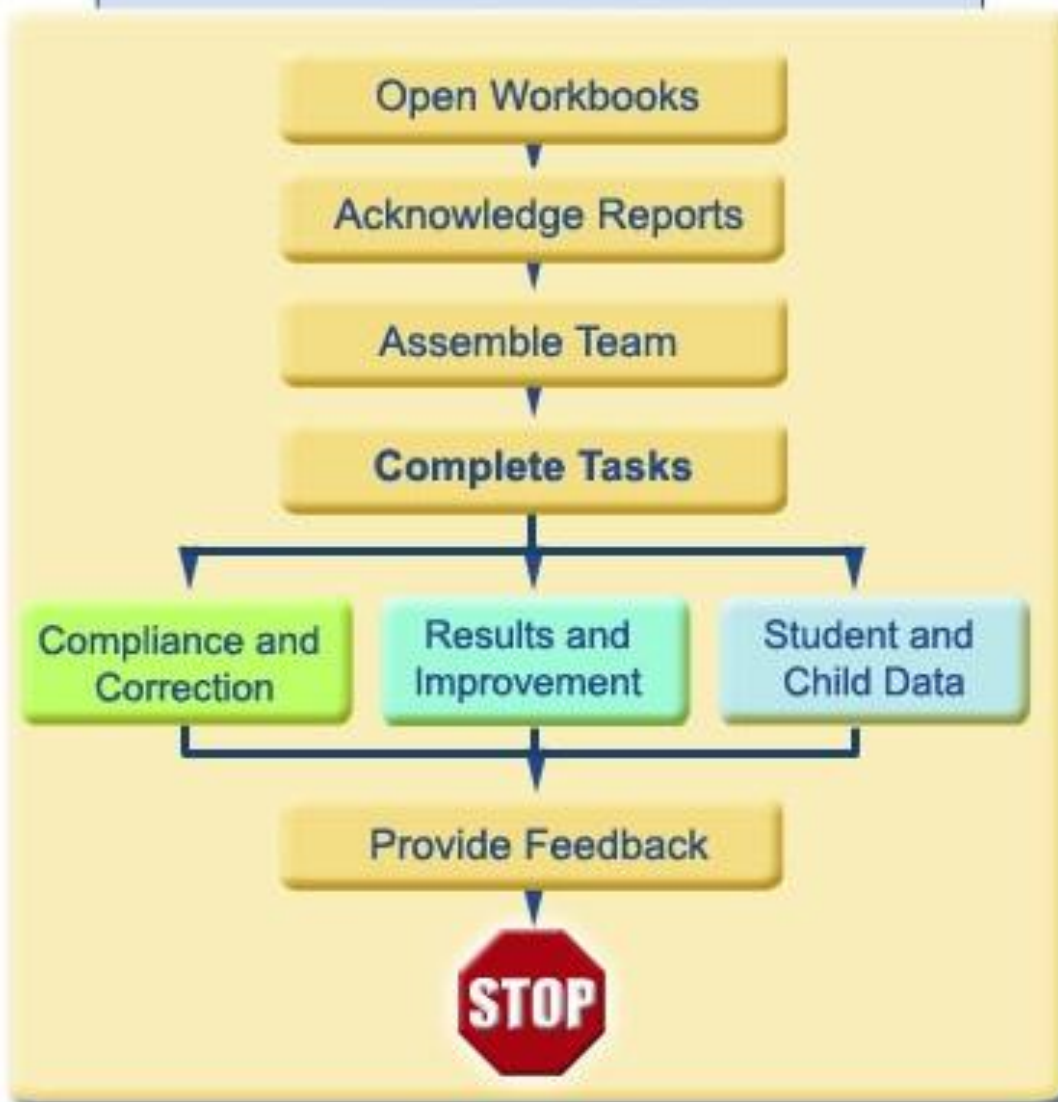 Open Workbooks
Acknowledge Reports
Assemble Team
Complete Tasks
Compliance and
Correction
Results and
Improvement
Student and
Child Data
Provide Feedback
STOP